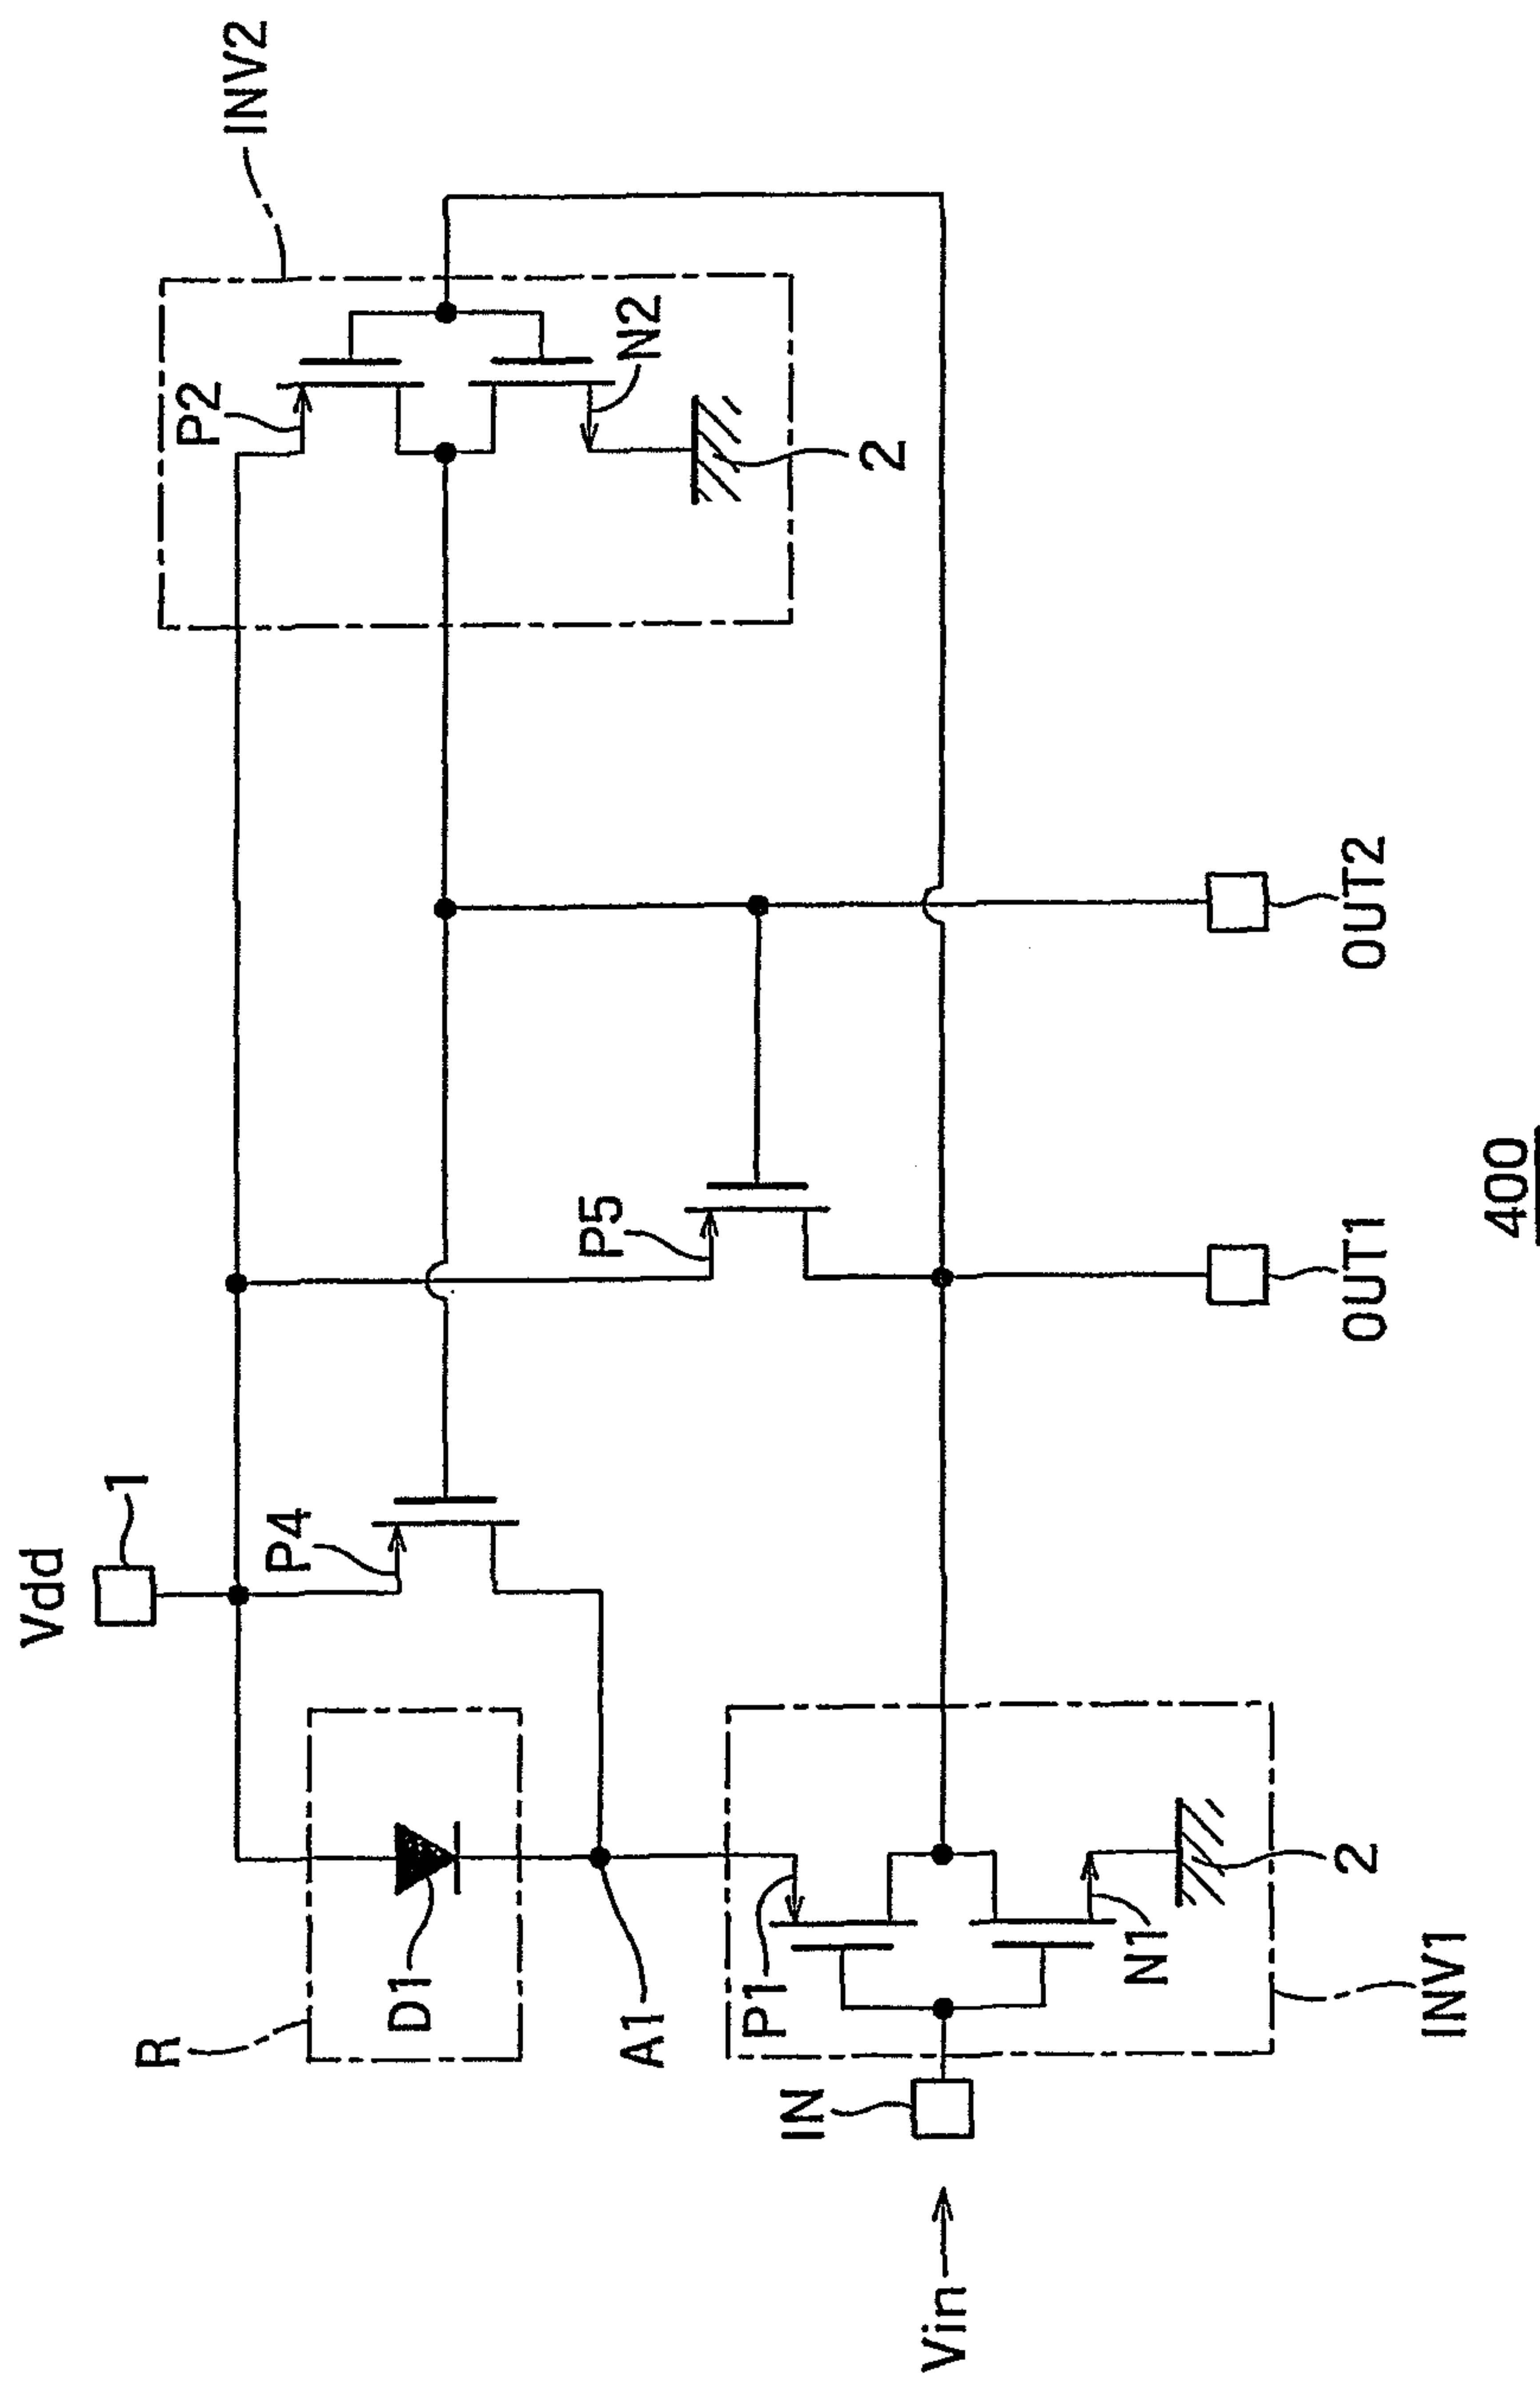 Vdd
1
R
D1
P4
A1
P5
P2
INV2
N2
2
IN
Vin
P1
N1
2
INV1
OUT1
OUT2
400